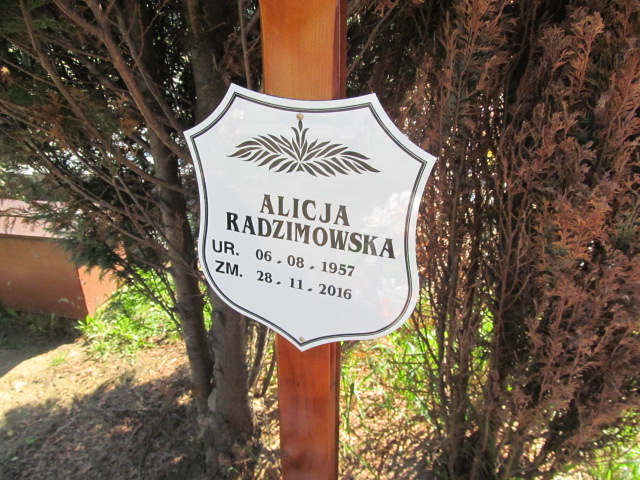 ALICJA
RADZIMOWSKA
UR. 06.08.1957
ZM. 28.11.2016